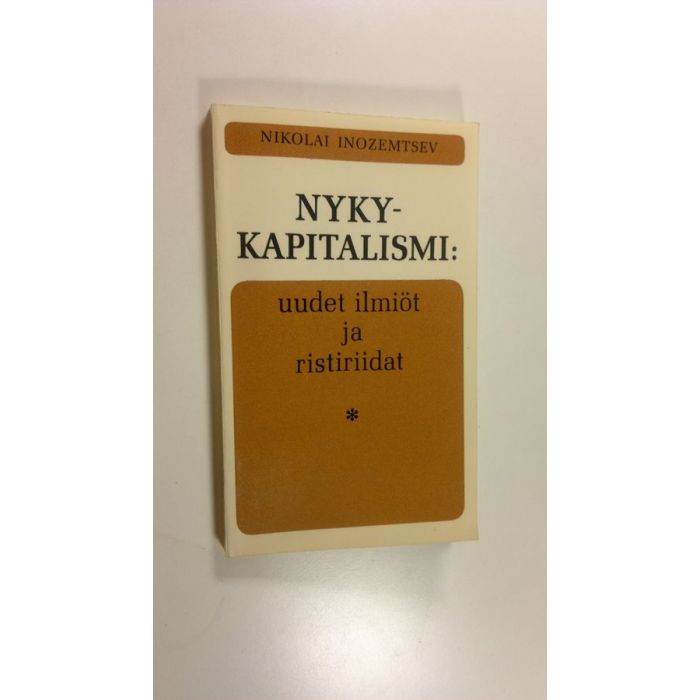 NIKOLAI INOZEMTSEV
NYKY-
KAPITALISMI:
uudet ilmiöt
ja
ristiriidat
*